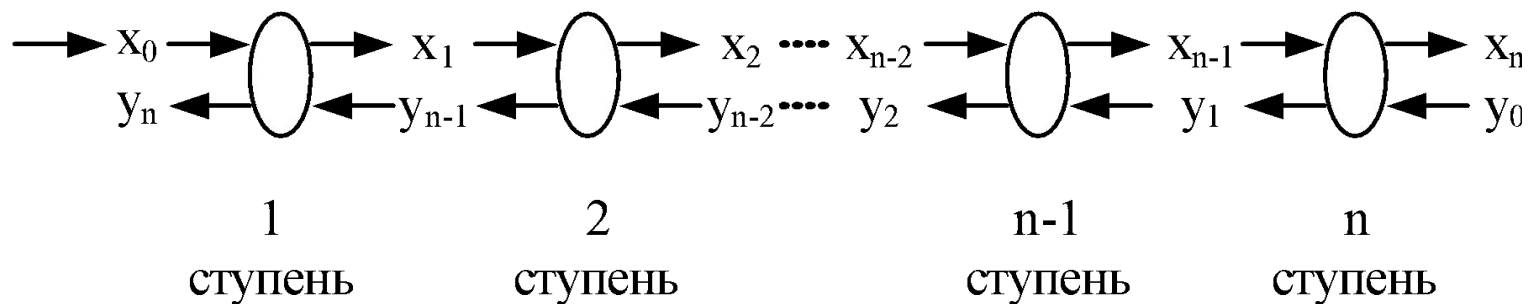 x₀ x₁ x₂ xₙ₋₂ xₙ₋₁ xₙ
yₙ yₙ₋₁ yₙ₋₂ y₂ y₁ y₀
1 2 n-1 n
ступень ступень ступень ступень